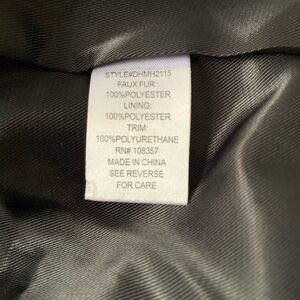 STYLE#DHMH2115
FAUX FUR :
100%POLYESTER
LINING:
100%POLYESTER
TRIM:
100%POLYURETHANE
RN# 108357
MADE IN CHINA
SEE REVERSE
FOR CARE